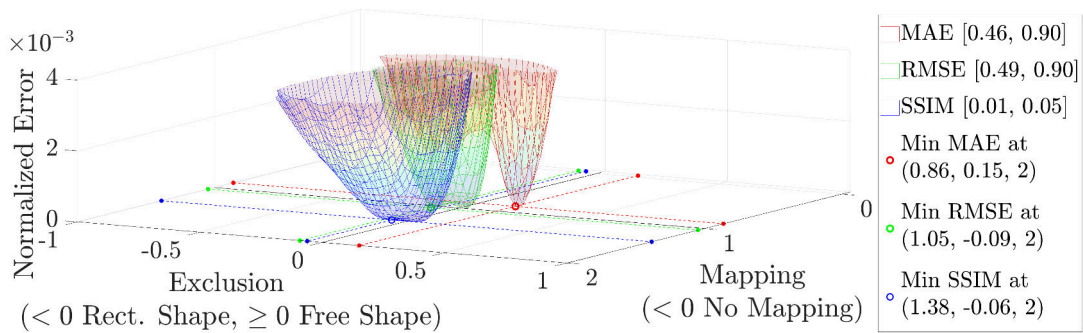 ×10⁻³
4
2
0
Normalized Error
-1
-0.5
0
0.5
1
Exclusion
(< 0 Rect. Shape, ≥ 0 Free Shape)
2
1
0
Mapping
(< 0 No Mapping)
MAE [0.46, 0.90]
RMSE [0.49, 0.90]
SSIM [0.01, 0.05]
Min MAE at
(0.86, 0.15, 2)
Min RMSE at
(1.05, -0.09, 2)
Min SSIM at
(1.38, -0.06, 2)